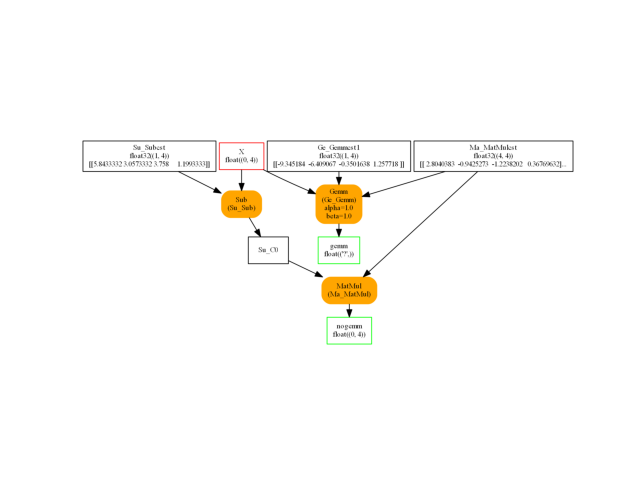 Su_Subcst
float32((1, 4))
[[5.8433332 3.0573332 3.758 1.1993333]]
X
float((0, 4))
Ge_Gemmcst1
float32((1, 4))
[[-9.345184 -6.409067 -0.3501638 1.257718 ]]
Ma_MatMulcst
float32((4, 4))
[[ 2.8040383 -0.9425273 -1.2238202 0.36769632]...
Sub
(Su_Sub)
Gemm
(Ge_Gemm)
alpha=1.0
beta=1.0
Su_C0
gemm
float(('?',))
MatMul
(Ma_MatMul)
nogemm
float((0, 4))